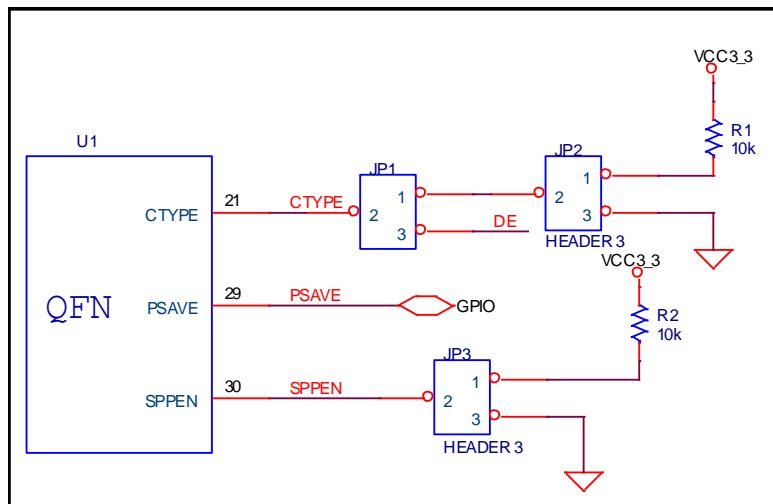 VCC3_3
U1
R1
10k
JP1
JP2
21
CTYPE
1
1
CTYPE
2
2
3
DE
3
HEADER 3
VCC3_3
29
PSAVE
QFN
PSAVE
GPIO
R2
10k
JP3
30
SPPEN
1
SPPEN
2
3
HEADER 3